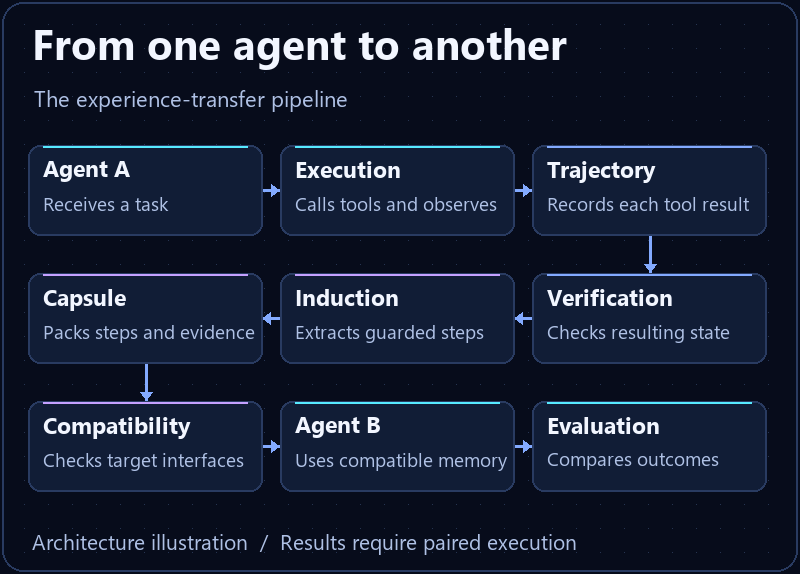 From one agent to another
The experience-transfer pipeline
Agent A
Receives a task
Execution
Calls tools and observes
Trajectory
Records each tool result
Capsule
Packs steps and evidence
Induction
Extracts guarded steps
Verification
Checks resulting state
Compatibility
Checks target interfaces
Agent B
Uses compatible memory
Evaluation
Compares outcomes
Architecture illustration / Results require paired execution